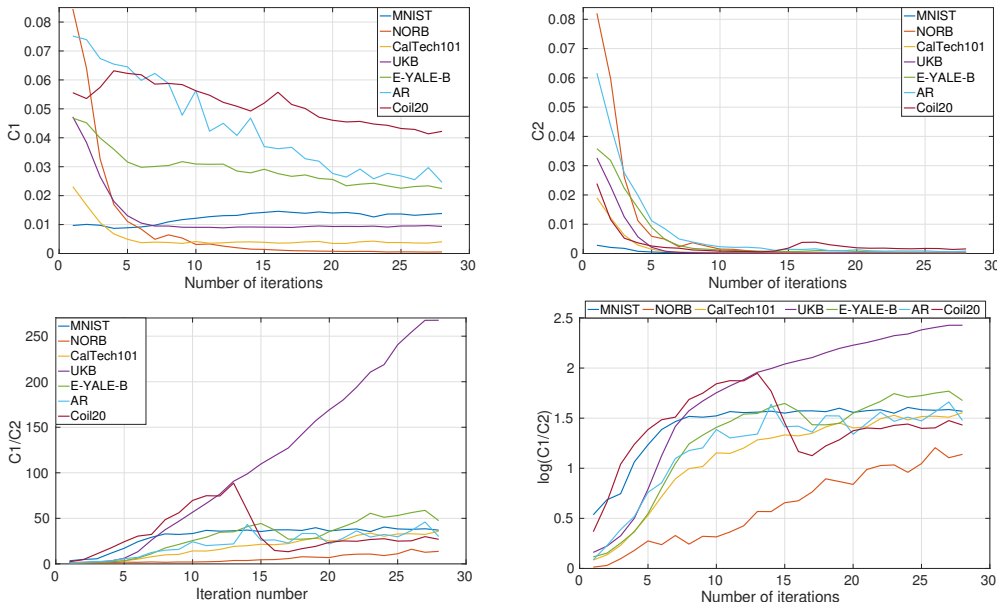 0.08
0.07
0.06
0.05
0.04
0.03
0.02
0.01
0
C1
0 5 10 15 20 25 30
Number of iterations
MNIST
NORB
CalTech101
UKB
E-YALE-B
AR
Coil20
0.08
0.07
0.06
0.05
0.04
0.03
0.02
0.01
0
C2
0 5 10 15 20 25 30
Number of iterations
MNIST
NORB
CalTech101
UKB
E-YALE-B
AR
Coil20
250
200
150
100
50
0
C1/C2
0 5 10 15 20 25 30
Iteration number
MNIST
NORB
CalTech101
UKB
E-YALE-B
AR
Coil20
MNIST NORB CalTech101 UKB E-YALE-B AR Coil20
2.5
2
1.5
1
0.5
0
log(C1/C2)
0 5 10 15 20 25 30
Number of iterations